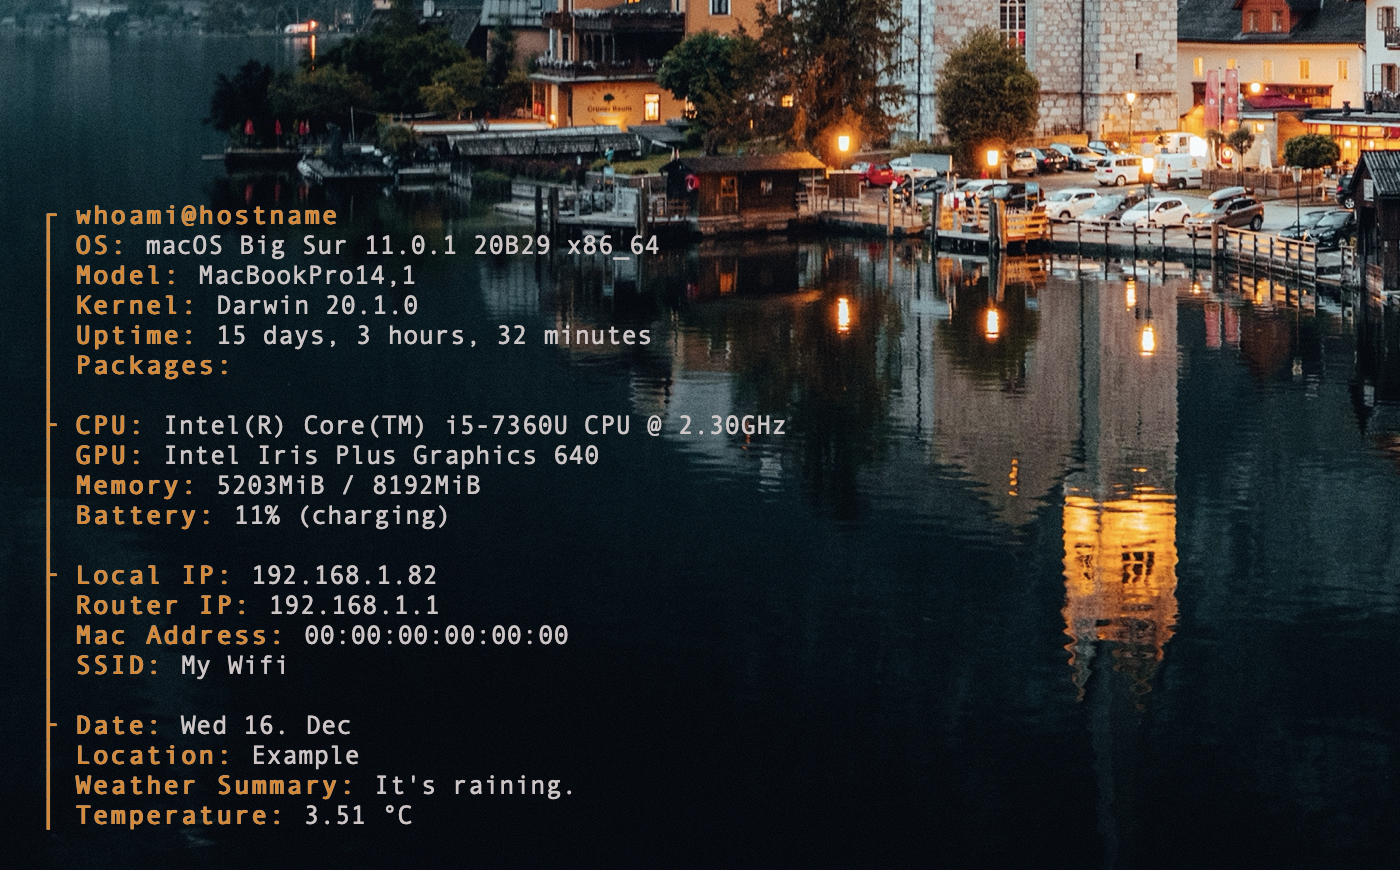 Grüner Baum
whoami@hostname
OS: macOS Big Sur 11.0.1 20B29 x86_64
Model: MacBookPro14,1
Kernel: Darwin 20.1.0
Uptime: 15 days, 3 hours, 32 minutes
Packages:
CPU: Intel(R) Core(TM) i5-7360U CPU @ 2.30GHz
GPU: Intel Iris Plus Graphics 640
Memory: 5203MiB / 8192MiB
Battery: 11% (charging)
Local IP: 192.168.1.82
Router IP: 192.168.1.1
Mac Address: 00:00:00:00:00:00
SSID: My Wifi
Date: Wed 16. Dec
Location: Example
Weather Summary: It's raining.
Temperature: 3.51 °C